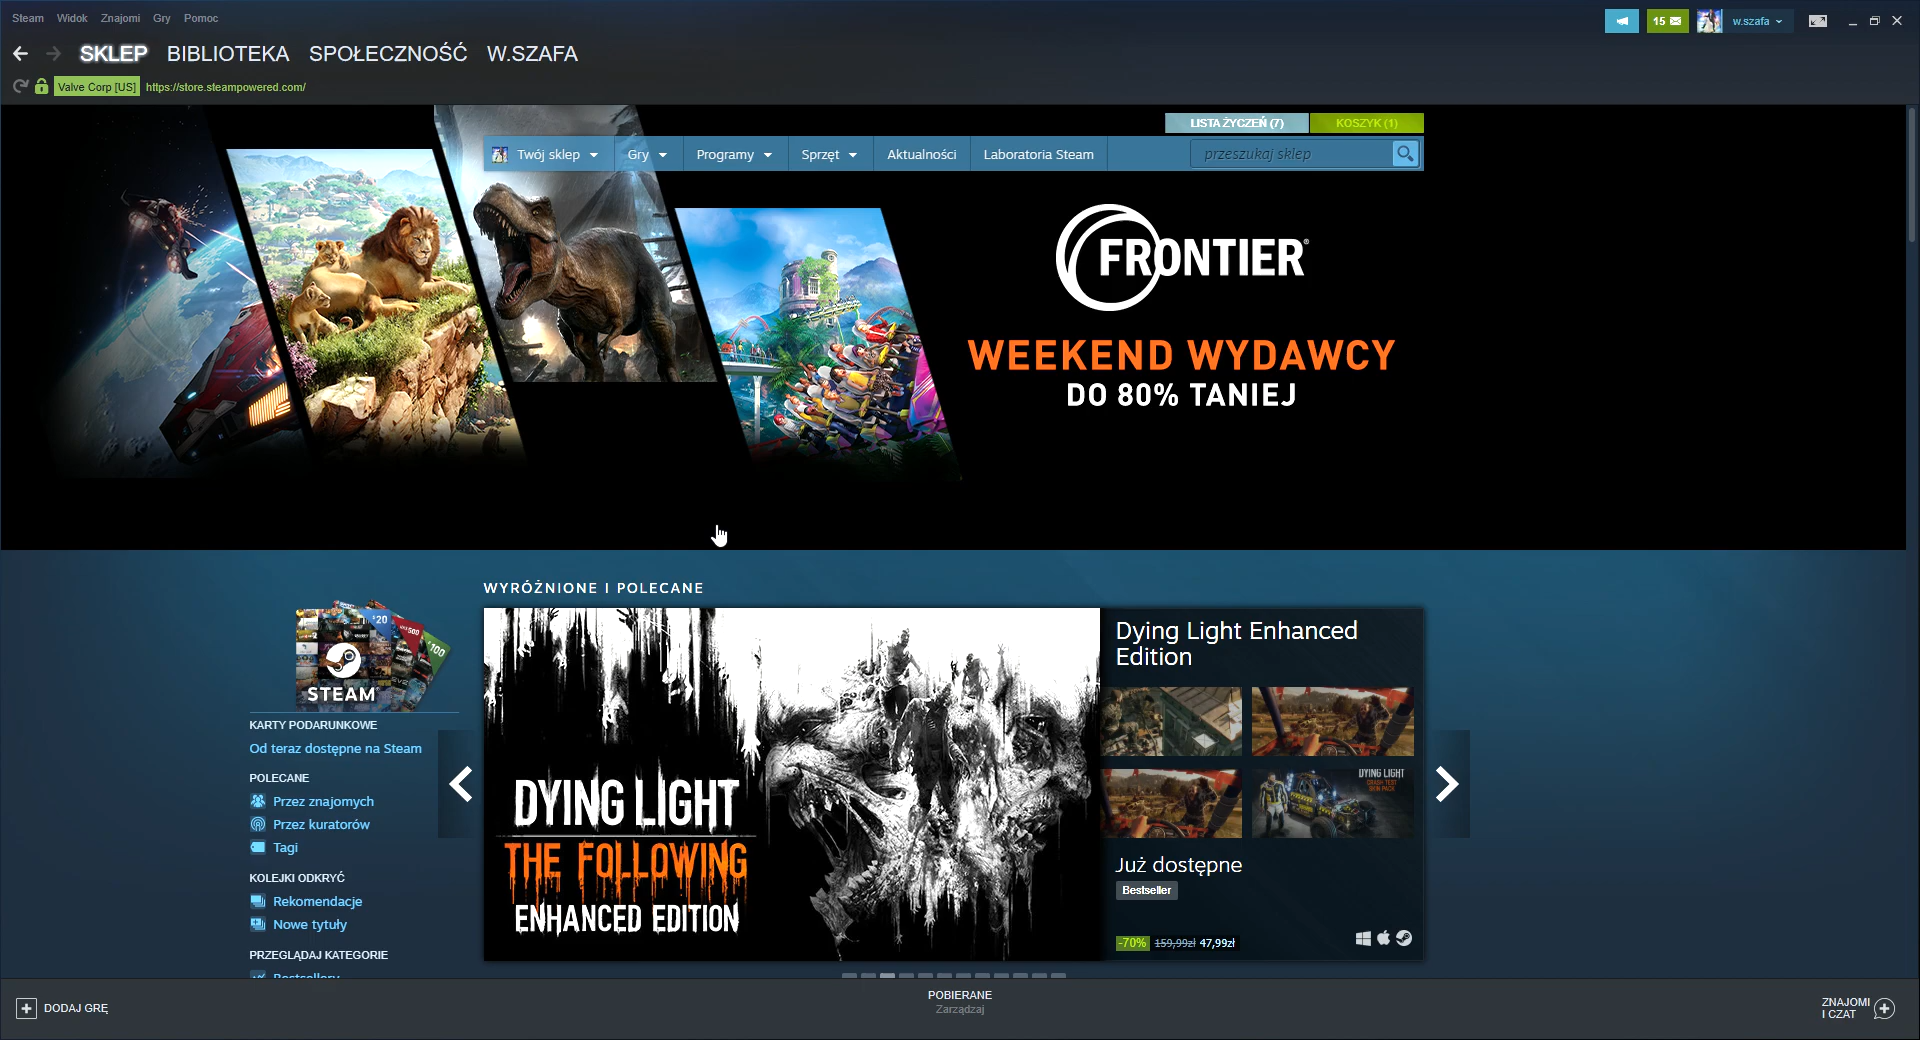 Steam Widok Znajomi Gry Pomoc
15
w.szafa
SKLEP BIBLIOTEKA SPOŁECZNOŚĆ W.SZAFA
Valve Corp [US] https://store.steampowered.com/
LISTA ŻYCZEŃ (7) KOSZYK (1)
Twój sklep Gry Programy Sprzęt Aktualności Laboratoria Steam przeszukaj sklep
FRONTIER®
WEEKEND WYDAWCY
DO 80% TANIEJ
WYRÓŻNIONE I POLECANE
STEAM
KARTY PODARUNKOWE
Od teraz dostępne na Steam
POLECANE
Przez znajomych
Przez kuratorów
Tagi
KOLEJKI ODKRYĆ
Rekomendacje
Nowe tytuły
PRZEGLĄDAJ KATEGORIE
Bestsellery
DYING LIGHT
THE FOLLOWING
ENHANCED EDITION
Dying Light Enhanced
Edition
DYING LIGHT
Już dostępne
Bestseller
-70% 159,99zł 47,99zł
DODAJ GRĘ
POBIERANE
Zarządzaj
ZNAJOMI
I CZAT